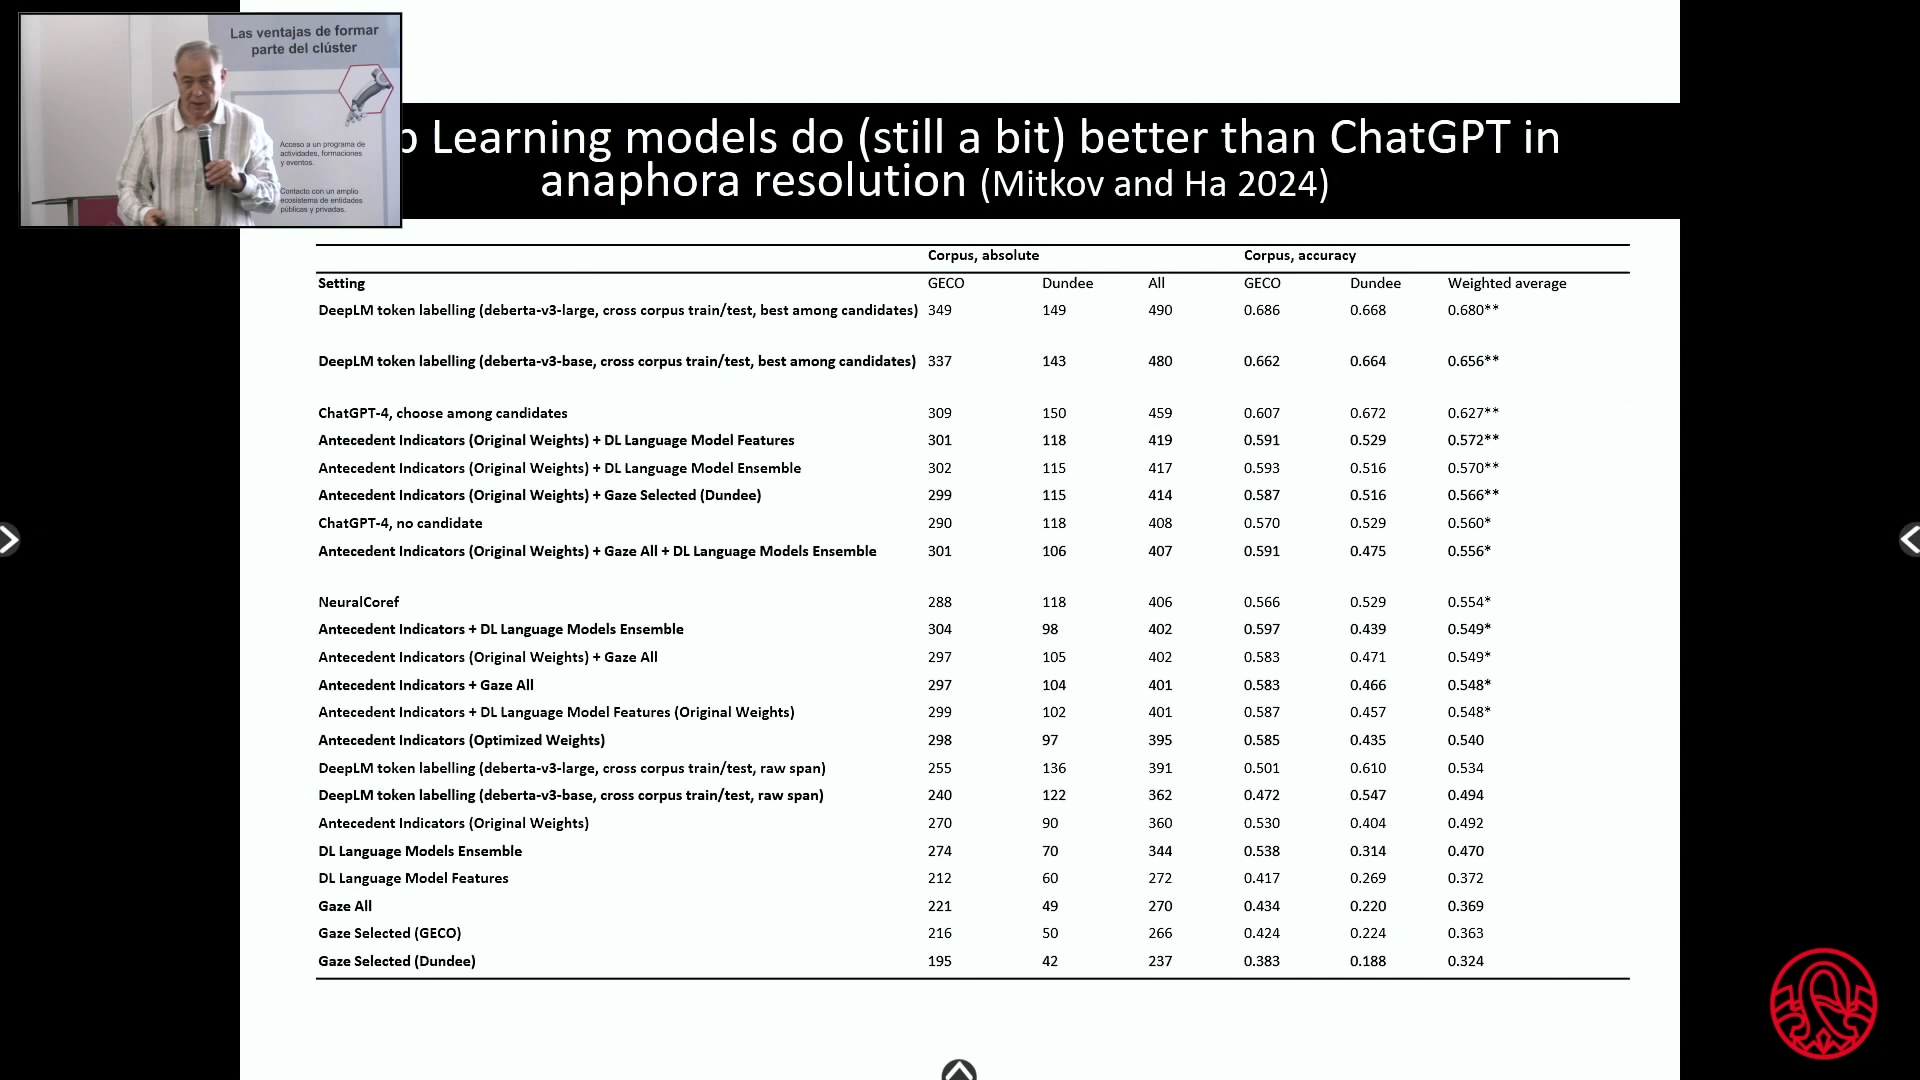 Las ventajas de formar
parte del clúster
Acceso a un programa de
actividades, formaciones
y eventos.
Contacto con un amplio
ecosistema de entidades
públicas y privadas.
Learning models do (still a bit) better than ChatGPT in
anaphora resolution (Mitkov and Ha 2024)
Corpus, absolute Corpus, accuracy
Setting GECO Dundee All GECO Dundee Weighted average
DeepLM token labelling (deberta-v3-large, cross corpus train/test, best among candidates) 349 149 490 0.686 0.668 0.680**
DeepLM token labelling (deberta-v3-base, cross corpus train/test, best among candidates) 337 143 480 0.662 0.664 0.656**
ChatGPT-4, choose among candidates 309 150 459 0.607 0.672 0.627**
Antecedent Indicators (Original Weights) + DL Language Model Features 301 118 419 0.591 0.529 0.572**
Antecedent Indicators (Original Weights) + DL Language Model Ensemble 302 115 417 0.593 0.516 0.570**
Antecedent Indicators (Original Weights) + Gaze Selected (Dundee) 299 115 414 0.587 0.516 0.566**
ChatGPT-4, no candidate 290 118 408 0.570 0.529 0.560*
Antecedent Indicators (Original Weights) + Gaze All + DL Language Models Ensemble 301 106 407 0.591 0.475 0.556*
NeuralCoref 288 118 406 0.566 0.529 0.554*
Antecedent Indicators + DL Language Models Ensemble 304 98 402 0.597 0.439 0.549*
Antecedent Indicators (Original Weights) + Gaze All 297 105 402 0.583 0.471 0.549*
Antecedent Indicators + Gaze All 297 104 401 0.583 0.466 0.548*
Antecedent Indicators + DL Language Model Features (Original Weights) 299 102 401 0.587 0.457 0.548*
Antecedent Indicators (Optimized Weights) 298 97 395 0.585 0.435 0.540
DeepLM token labelling (deberta-v3-large, cross corpus train/test, raw span) 255 136 391 0.501 0.610 0.534
DeepLM token labelling (deberta-v3-base, cross corpus train/test, raw span) 240 122 362 0.472 0.547 0.494
Antecedent Indicators (Original Weights) 270 90 360 0.530 0.404 0.492
DL Language Models Ensemble 274 70 344 0.538 0.314 0.470
DL Language Model Features 212 60 272 0.417 0.269 0.372
Gaze All 221 49 270 0.434 0.220 0.369
Gaze Selected (GECO) 216 50 266 0.424 0.224 0.363
Gaze Selected (Dundee) 195 42 237 0.383 0.188 0.324